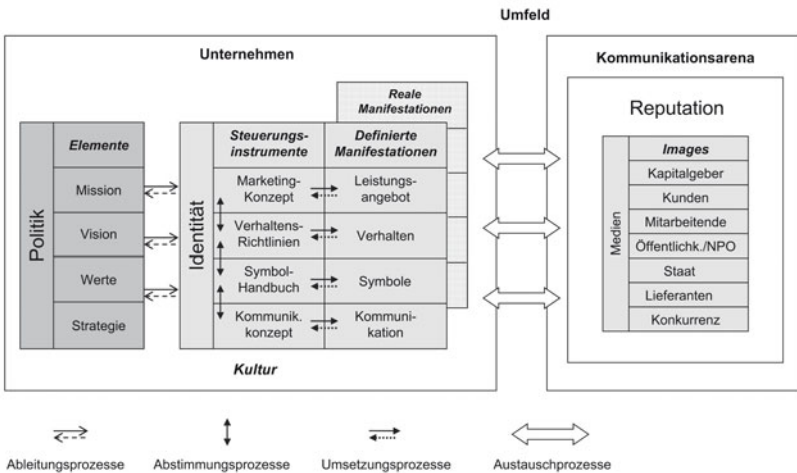 Umfeld
Unternehmen
Kommunikationsarena
Reale
Manifestationen
Politik
Elemente
Mission
Vision
Werte
Strategie
Identität
Steuerungs-
instrumente
Definierte
Manifestationen
Marketing-
Konzept
Leistungs-
angebot
Verhaltens-
Richtlinien
Verhalten
Symbol-
Handbuch
Symbole
Kommunik.
konzept
Kommuni-
kation
Kultur
Reputation
Medien
Images
Kapitalgeber
Kunden
Mitarbeitende
Öffentlichk./NPO
Staat
Lieferanten
Konkurrenz
Ableitungsprozesse
Abstimmungsprozesse
Umsetzungsprozesse
Austauschprozesse